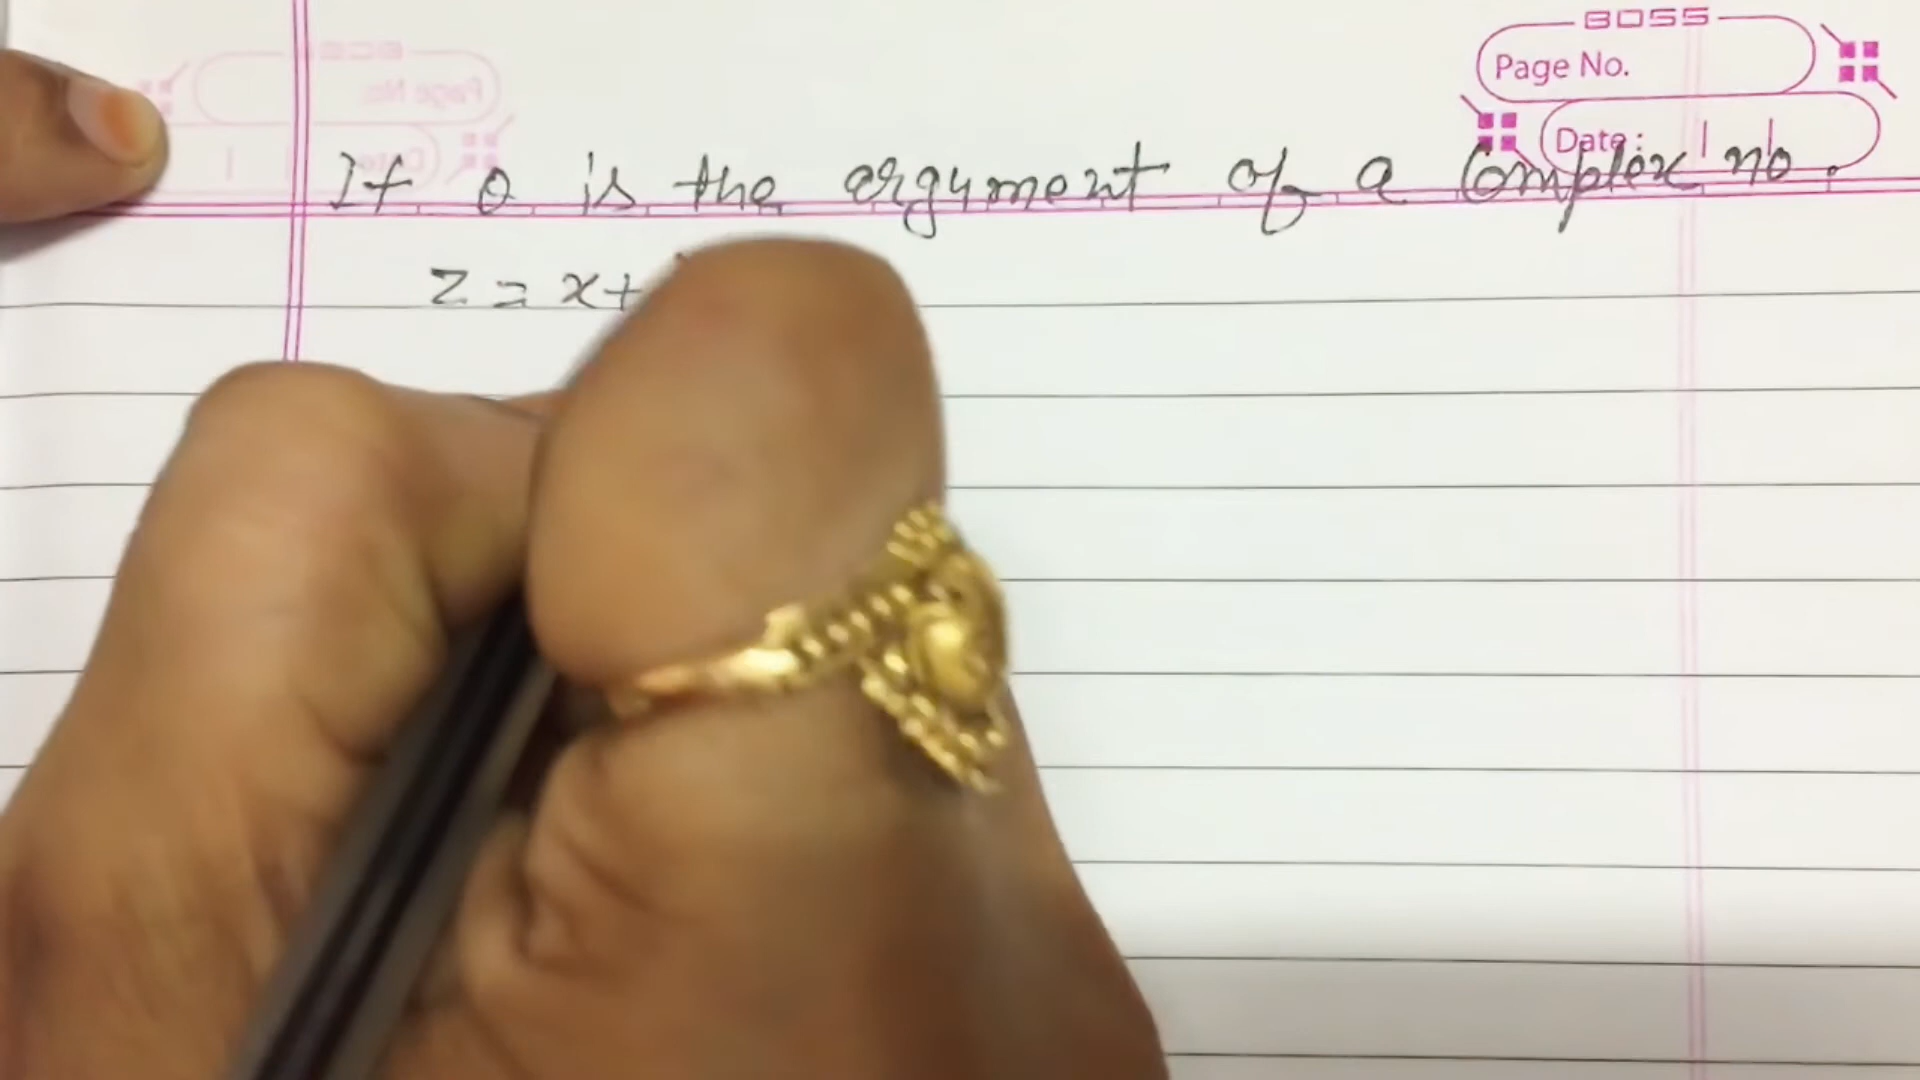 BOSS
Page No.
Date:
If θ is the argument of a Complex no.
z = x+